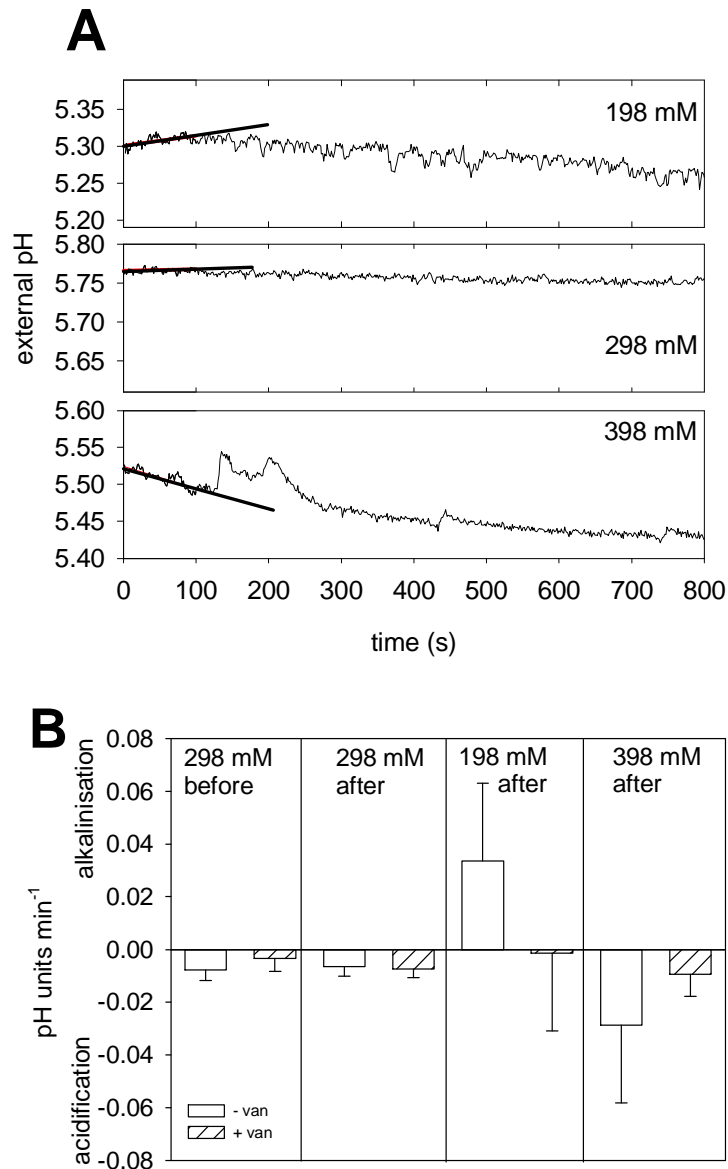 A
198 mM
5.35
5.30
5.25
5.20
298 mM
5.80
5.75
5.70
5.65
external pH
398 mM
5.60
5.55
5.50
5.45
5.40
0 100 200 300 400 500 600 700 800
time (s)
B
298 mM
before
298 mM
after
198 mM
after
398 mM
after
0.08
0.06
0.04
0.02
0.00
-0.02
-0.04
-0.06
-0.08
alkalinisation
pH units min-1
acidification
- van
+ van